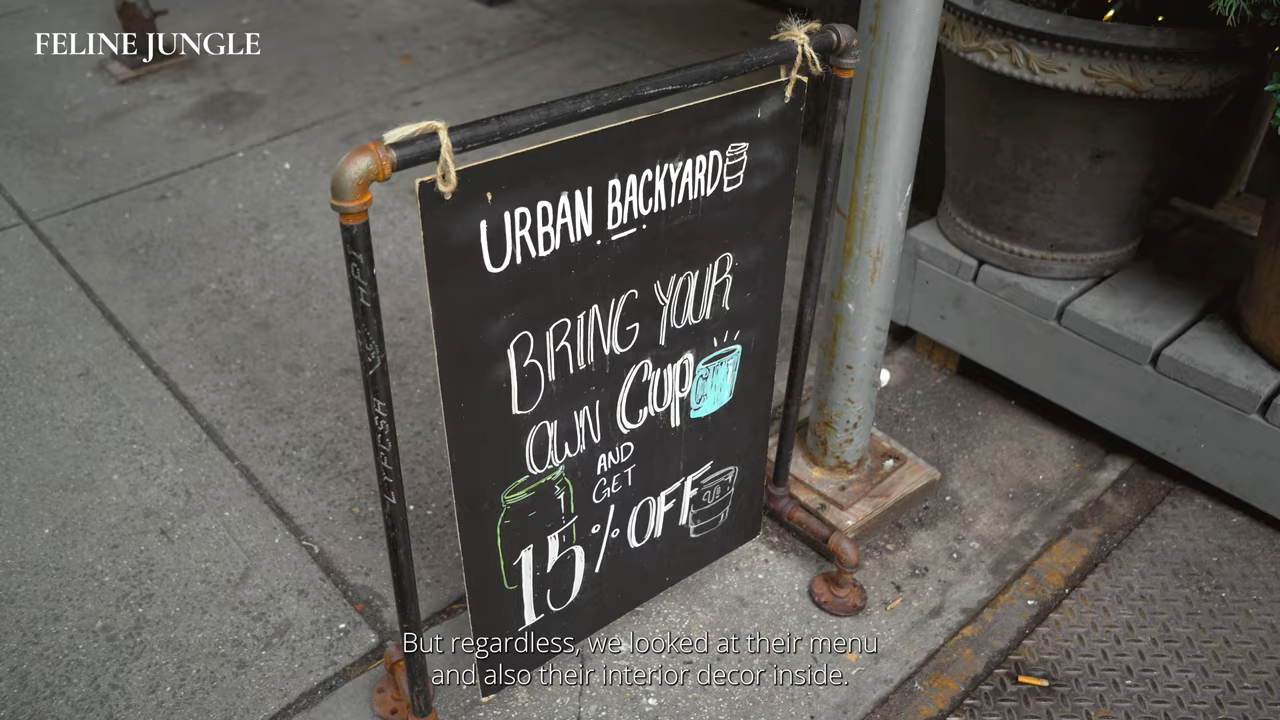 FELINE JUNGLE
URBAN BACKYARD
BRING YOUR
OWN CUP
AND
GET
15% OFF
But regardless, we looked at their menu
and also their interior decor inside.